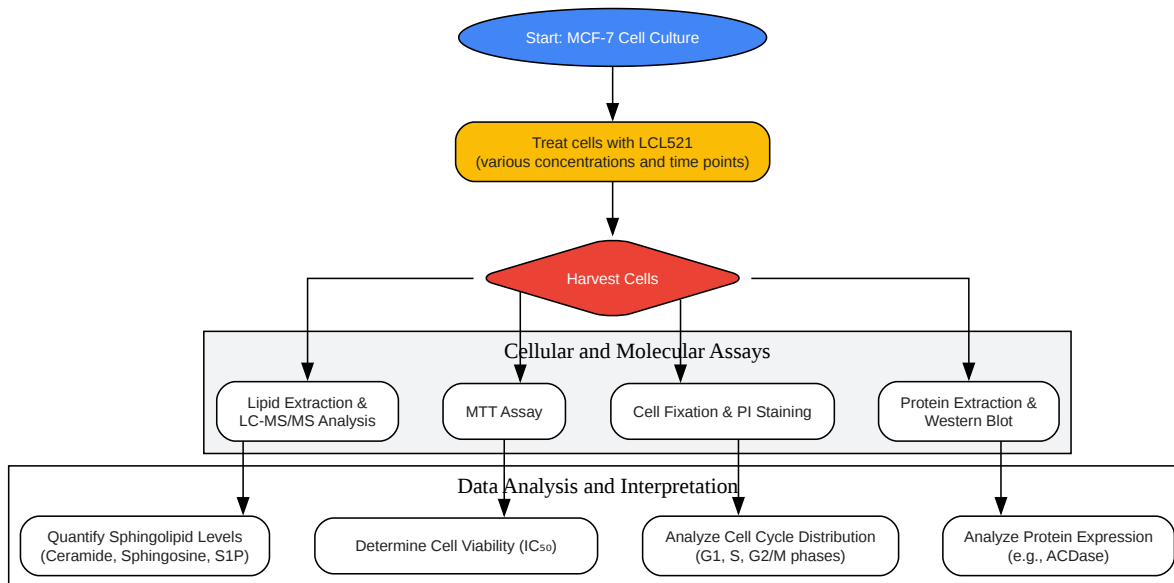 Start: MCF-7 Cell Culture
Treat cells with LCL521
(various concentrations and time points)
Harvest Cells
Cellular and Molecular Assays
Lipid Extraction &
LC-MS/MS Analysis
MTT Assay
Cell Fixation & PI Staining
Protein Extraction &
Western Blot
Data Analysis and Interpretation
Quantify Sphingolipid Levels
(Ceramide, Sphingosine, S1P)
Determine Cell Viability (IC₅₀)
Analyze Cell Cycle Distribution
(G1, S, G2/M phases)
Analyze Protein Expression
(e.g., ACDase)